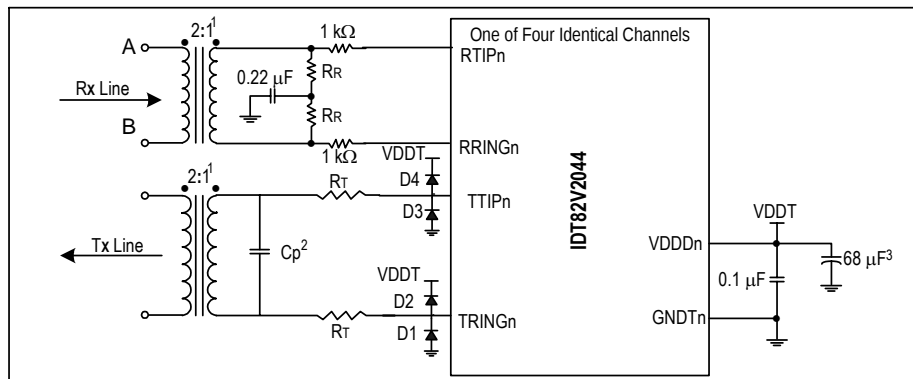 One of Four Identical Channels
A
2:1¹
1 kΩ
RTIPn
0.22 µF
RR
Rx Line
RR
B
1 kΩ
RRINGn
VDDT
D4
2:1¹
RT
TTIPn
D3
VDDT
IDT82V2044
VDDDn
Tx Line
Cp²
68 µF³
0.1 µF
VDDT
D2
GNDTn
TRINGn
RT
D1